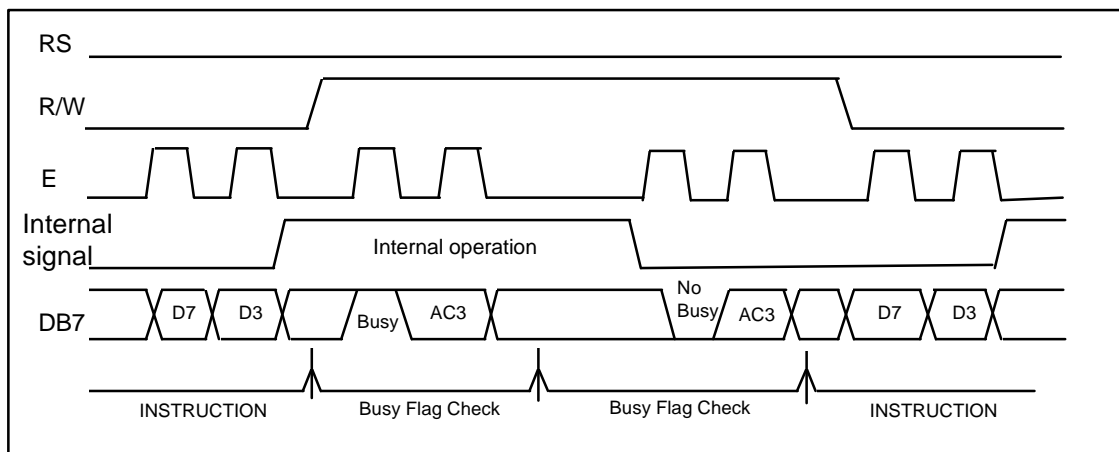 RS
R/W
E
Internal
signal
Internal operation
DB7
D7
D3
Busy
AC3
No
Busy
AC3
D7
D3
INSTRUCTION
Busy Flag Check
Busy Flag Check
INSTRUCTION